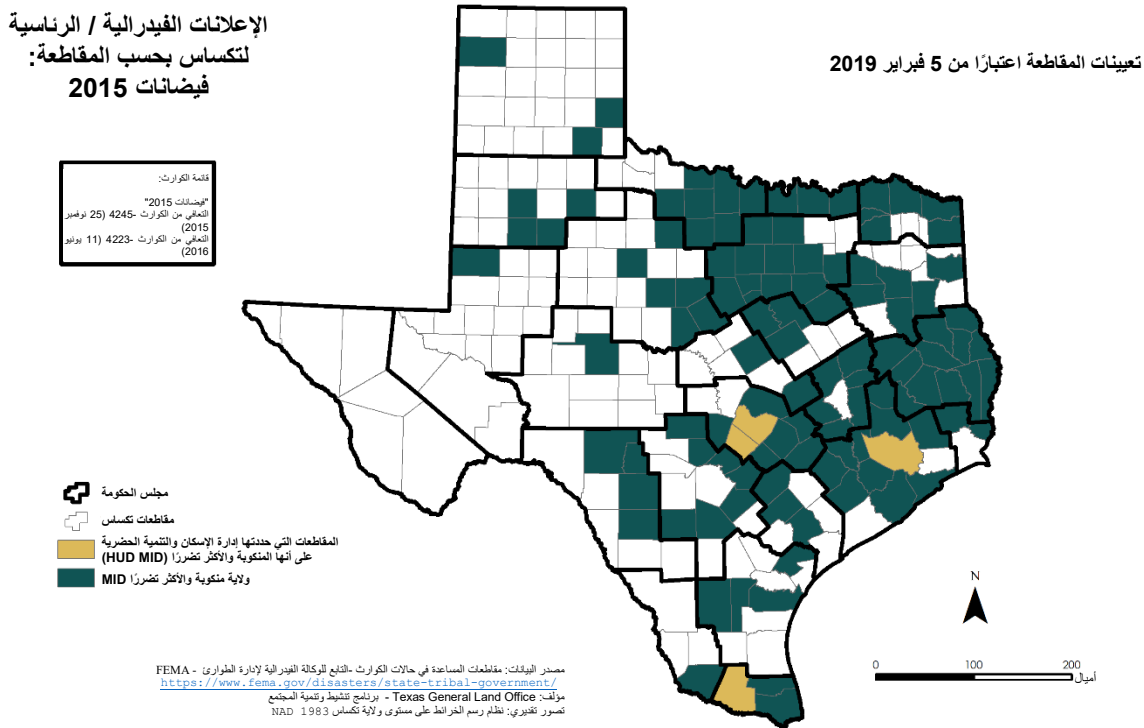 الإعلانات الفيدرالية / الرئاسية
لتكساس بحسب المقاطعة:
فيضانات 2015
تعيينات المقاطعة اعتبارًا من 5 فبراير 2019
قائمة الكوارث:
"فيضانات 2015"
التعافي من الكوارث -4245 (25 نوفمبر
2015)
التعافي من الكوارث -4223 (11 يونيو
2016)
مجلس الحكومة
مقاطعات تكساس
المقاطعات التي حددتها إدارة الإسكان والتنمية الحضرية
على أنها المنكوبة والأكثر تضررًا (HUD MID)
ولاية منكوبة والأكثر تضررًا MID
N
0 100 200
أميال
مصدر البيانات: مقاطعات المساعدة في حالات الكوارث -التابع للوكالة الفيدرالية لإدارة الطوارئ - FEMA
https://www.fema.gov/disasters/state-tribal-government/
مؤلف: Texas General Land Office - برنامج تنشيط وتنمية المجتمع
تصور تقديري: نظام رسم الخرائط على مستوى ولاية تكساس NAD 1983